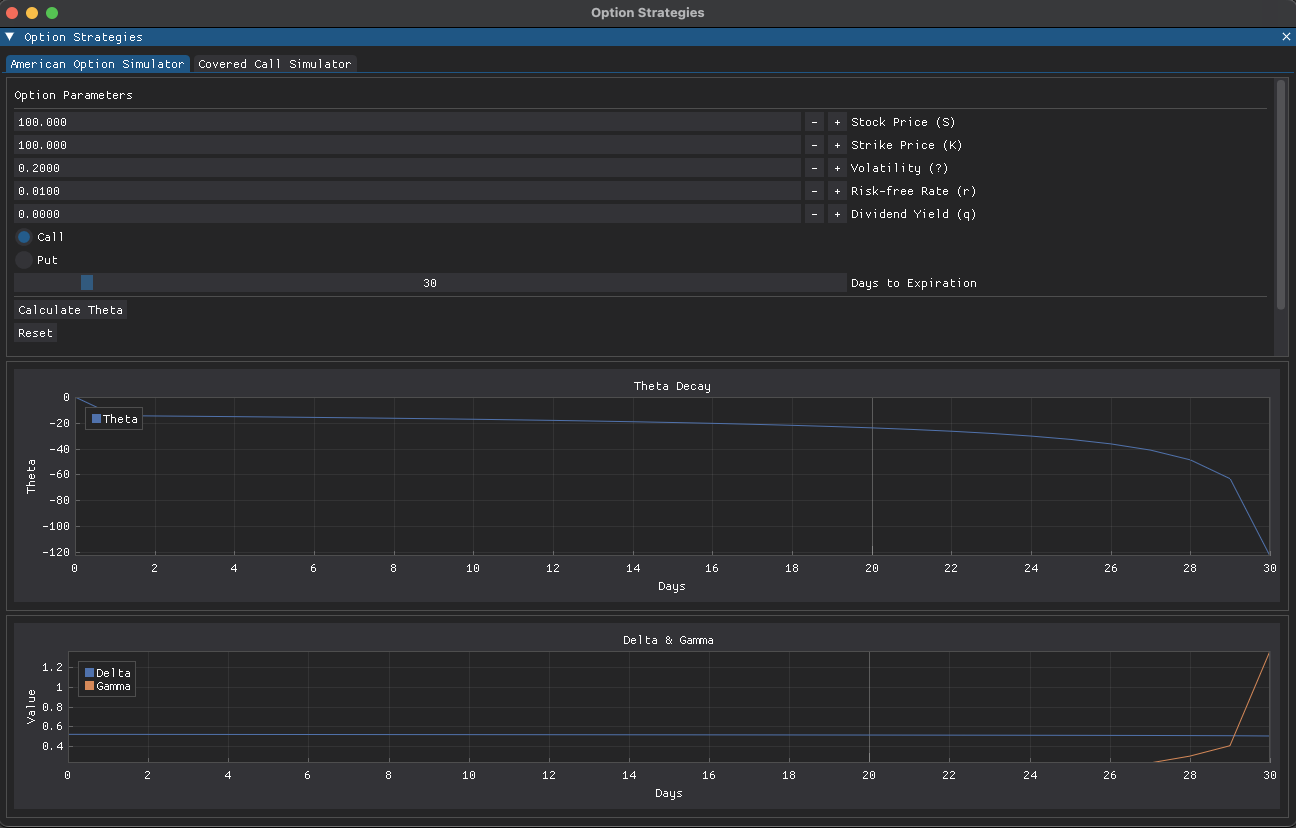 Option Strategies
▼ Option Strategies ✕
American Option Simulator Covered Call Simulator
Option Parameters
100.000 - + Stock Price (S)
100.000 - + Strike Price (K)
0.2000 - + Volatility (?)
0.0100 - + Risk-free Rate (r)
0.0000 - + Dividend Yield (q)
Call
Put
30 Days to Expiration
Calculate Theta
Reset
Theta Decay
0
-20
-40
-60
-80
-100
-120
Theta
Theta
0 2 4 6 8 10 12 14 16 18 20 22 24 26 28 30
Days
Delta & Gamma
1.2
1
0.8
0.6
0.4
Value
Delta
Gamma
0 2 4 6 8 10 12 14 16 18 20 22 24 26 28 30
Days